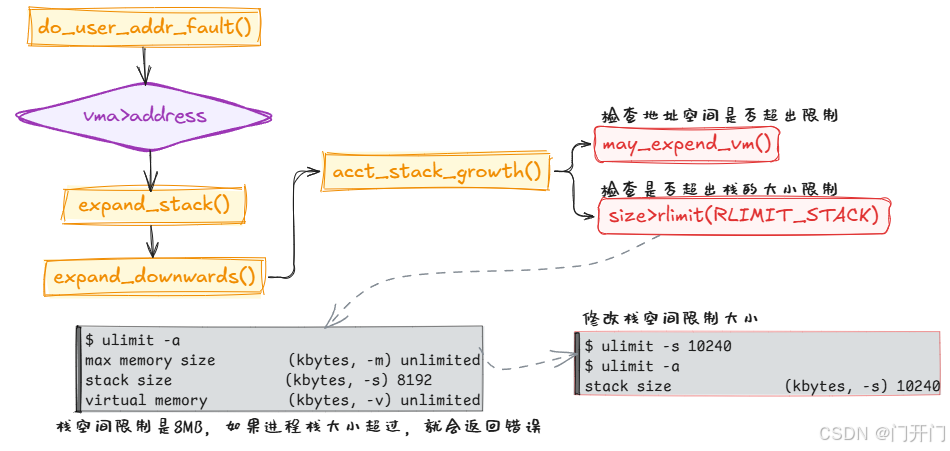 do_user_addr_fault()
vma>address
expand_stack()
expand_downwards()
acct_stack_growth()
检查地址空间是否超出限制
may_expend_vm()
检查是否超出栈的大小限制
size>rlimit(RLIMIT_STACK)
$ ulimit -a
max memory size (kbytes, -m) unlimited
stack size (kbytes, -s) 8192
virtual memory (kbytes, -v) unlimited
栈空间限制是8MB，如果进程栈大小超过，就会返回错误
修改栈空间限制大小
$ ulimit -s 10240
$ ulimit -a
stack size (kbytes, -s) 10240
CSDN @门开门